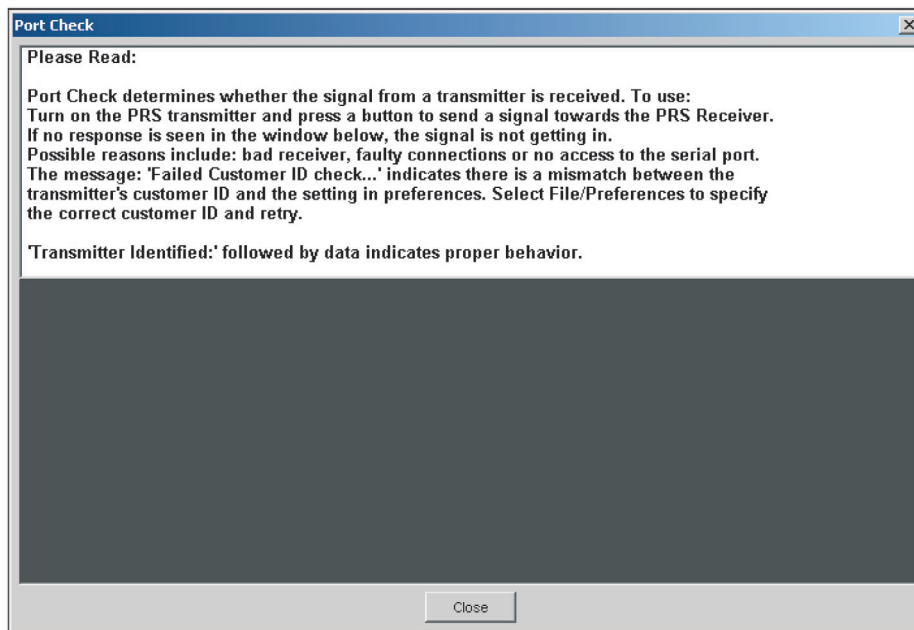 Port Check
Please Read:
Port Check determines whether the signal from a transmitter is received. To use:
Turn on the PRS transmitter and press a button to send a signal towards the PRS Receiver.
If no response is seen in the window below, the signal is not getting in.
Possible reasons include: bad receiver, faulty connections or no access to the serial port.
The message: 'Failed Customer ID check...' indicates there is a mismatch between the
transmitter's customer ID and the setting in preferences. Select File/Preferences to specify
the correct customer ID and retry.
'Transmitter Identified:' followed by data indicates proper behavior.
Close